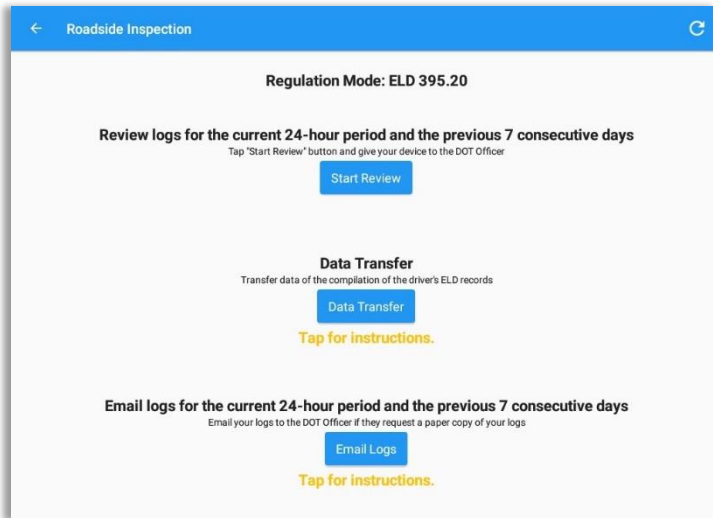 Roadside Inspection
Regulation Mode: ELD 395.20
Review logs for the current 24-hour period and the previous 7 consecutive days
Tap "Start Review" button and give your device to the DOT Officer
Start Review
Data Transfer
Transfer data of the compilation of the driver's ELD records
Data Transfer
Tap for instructions.
Email logs for the current 24-hour period and the previous 7 consecutive days
Email your logs to the DOT Officer if they request a paper copy of your logs
Email Logs
Tap for instructions.